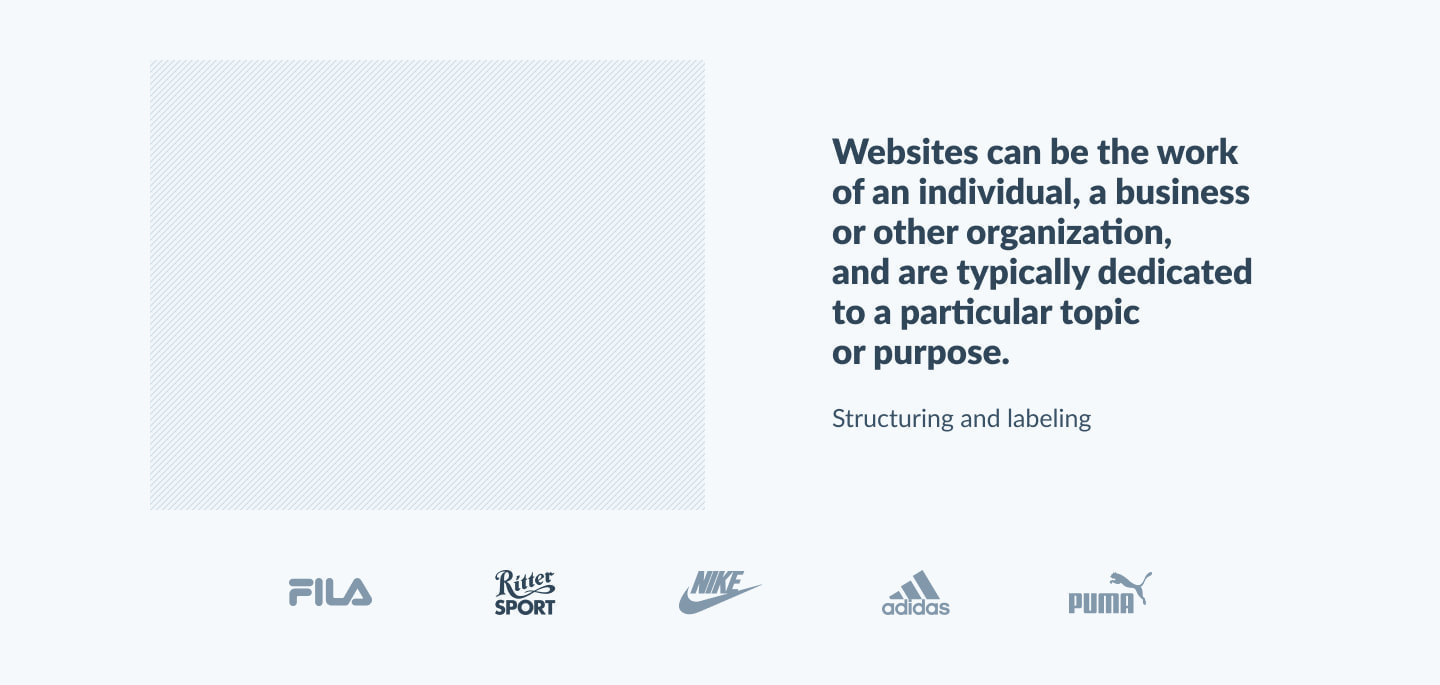 Websites can be the work
of an individual, a business
or other organization,
and are typically dedicated
to a particular topic
or purpose.
Structuring and labeling
FILA
Ritter
SPORT
NIKE
adidas
PUMA